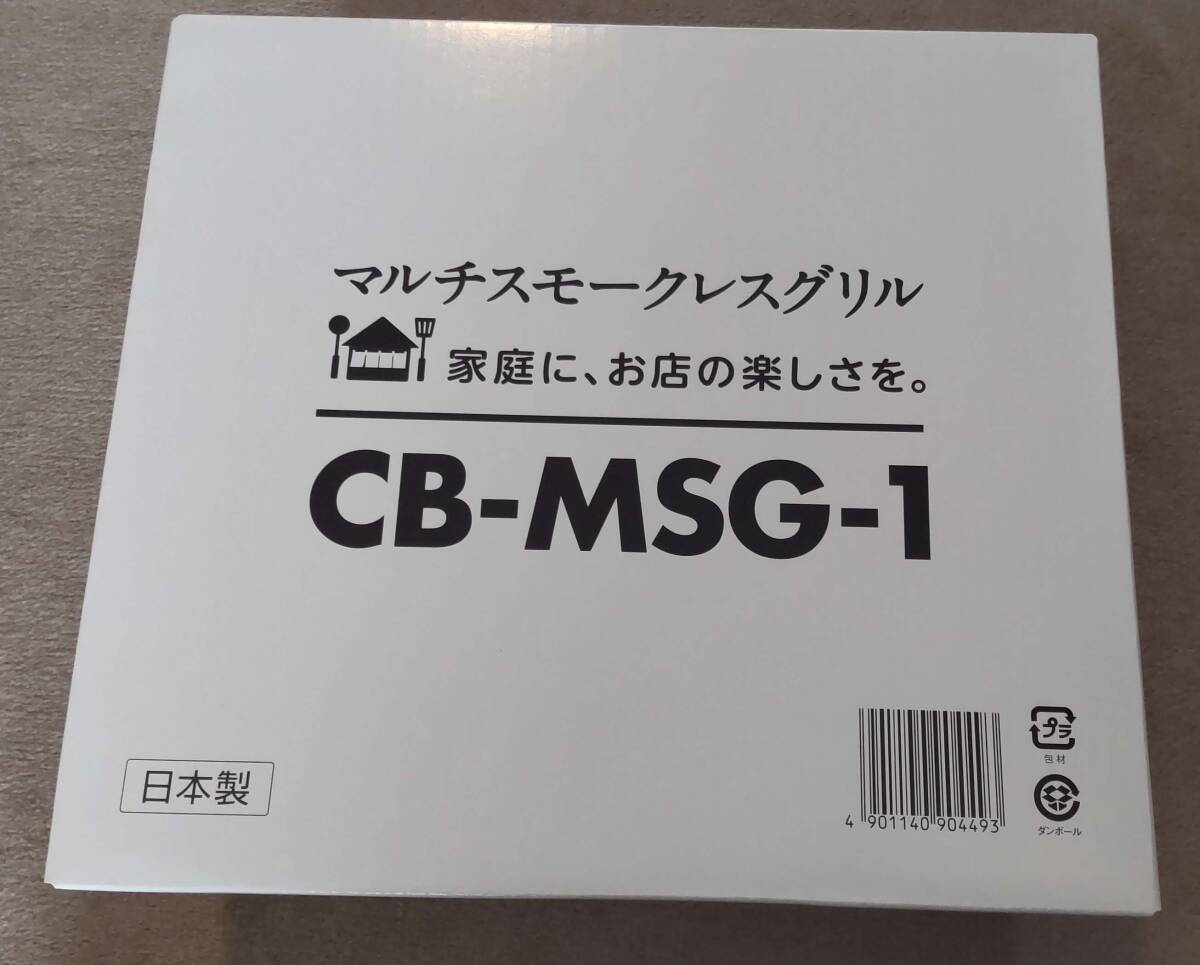 マルチスモークレスグリル
家庭に、お店の楽しさを。
CB-MSG-1
日本製
4 901140 904493
プラ
包材
ダンボール